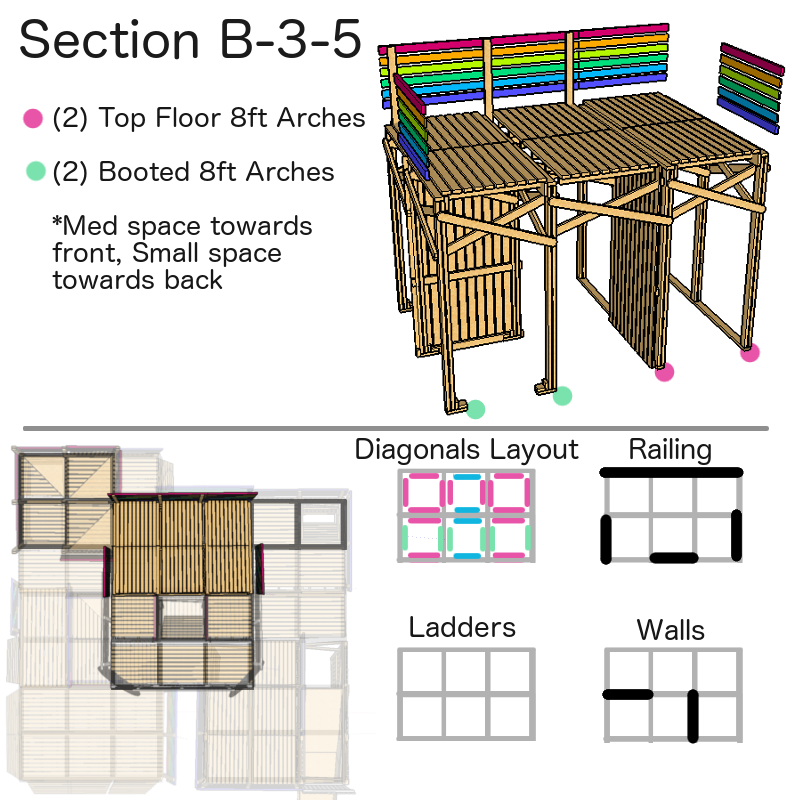 Section B-3-5
(2) Top Floor 8ft Arches
(2) Booted 8ft Arches
*Med space towards
front, Small space
towards back
Diagonals Layout
Railing
Ladders
Walls